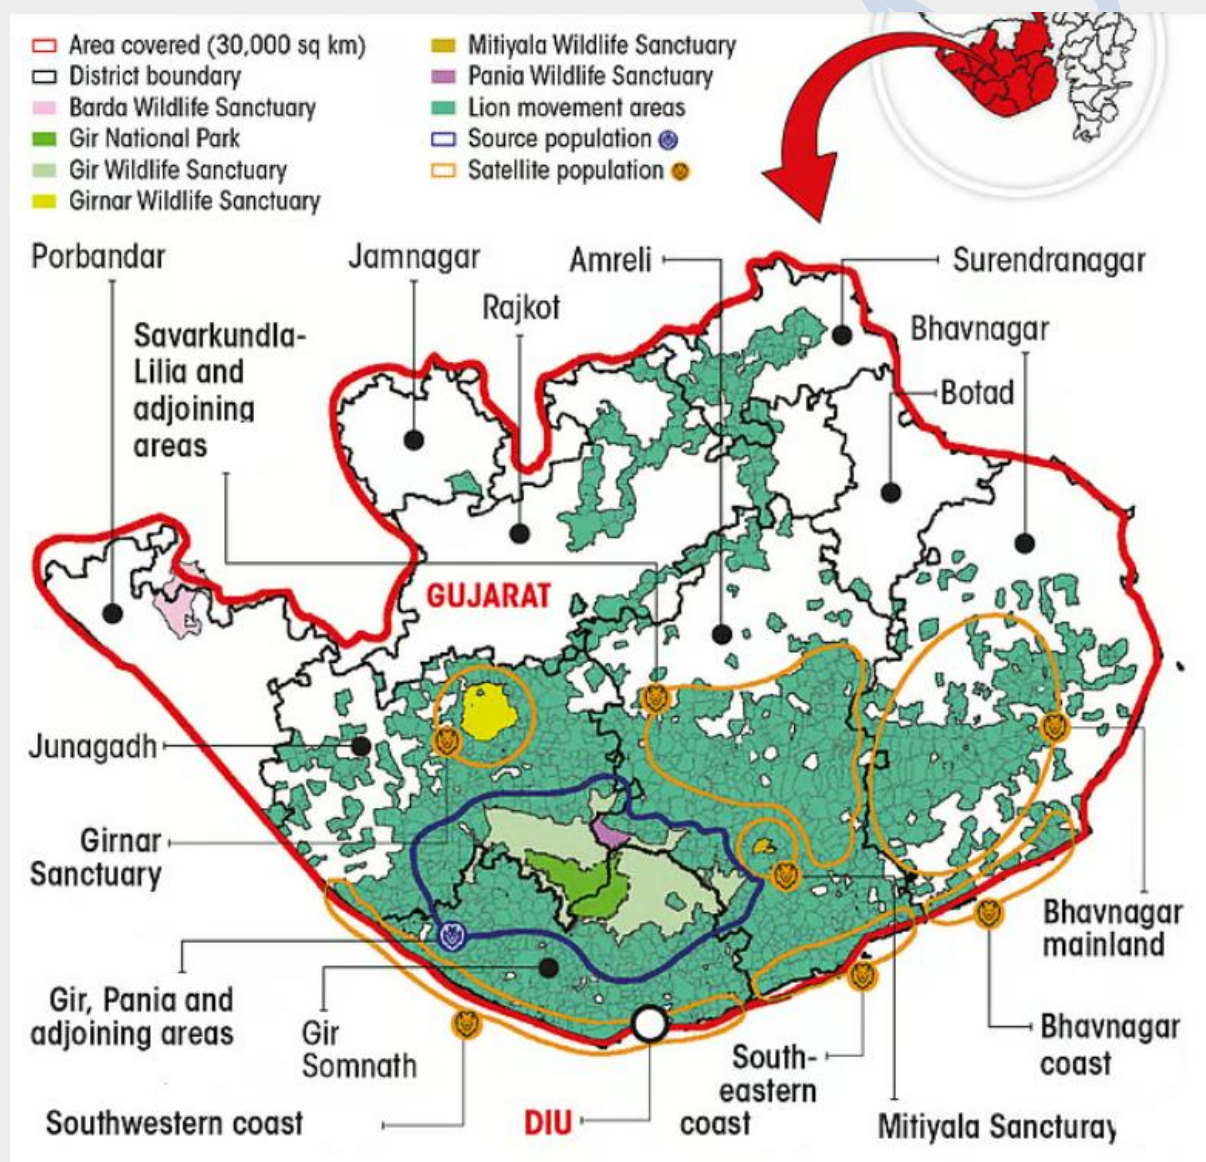 Area covered (30,000 sq km)
District boundary
Barda Wildlife Sanctuary
Gir National Park
Gir Wildlife Sanctuary
Girnar Wildlife Sanctuary
Mitiyala Wildlife Sanctuary
Pania Wildlife Sanctuary
Lion movement areas
Source population
Satellite population
Porbandar
Jamnagar
Amreli
Surendranagar
Rajkot
Savarkundla-
Lilia and
adjoining
areas
Bhavnagar
Botad
GUJARAT
Junagadh
Girnar
Sanctuary
Bhavnagar
mainland
Gir, Pania and
adjoining areas
Gir
Somnath
South-
eastern
coast
Bhavnagar
coast
Southwestern coast
DIU
Mitiyala Sancturay